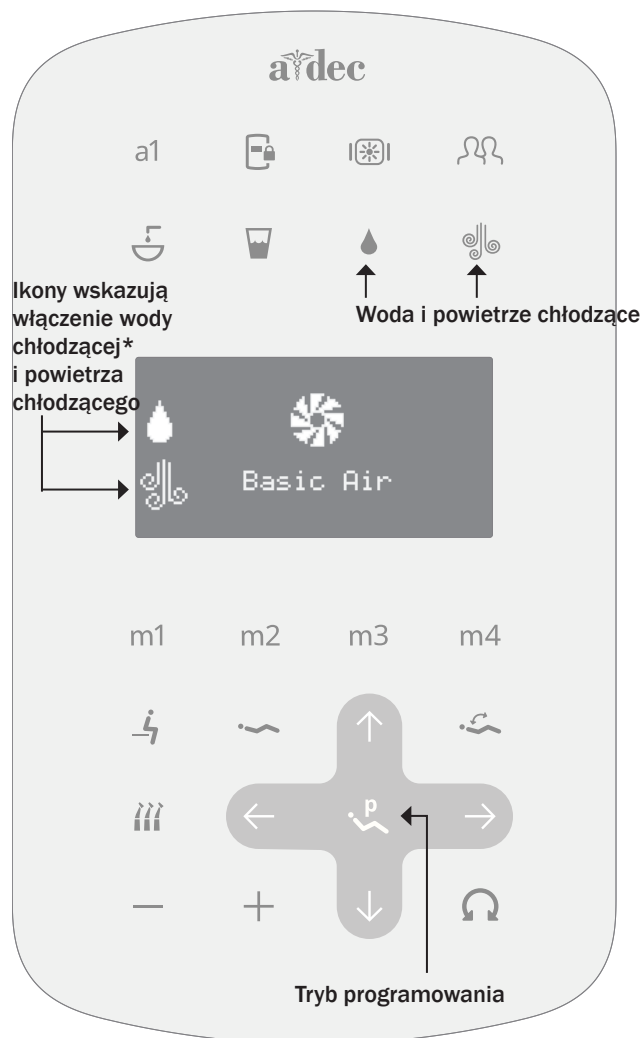 a dec
a1
Ikony wskazują
włączenie wody
chłodzącej*
i powietrza
chłodzącego
Woda i powietrze chłodzące
Basic Air
m1 m2 m3 m4
p
Tryb programowania